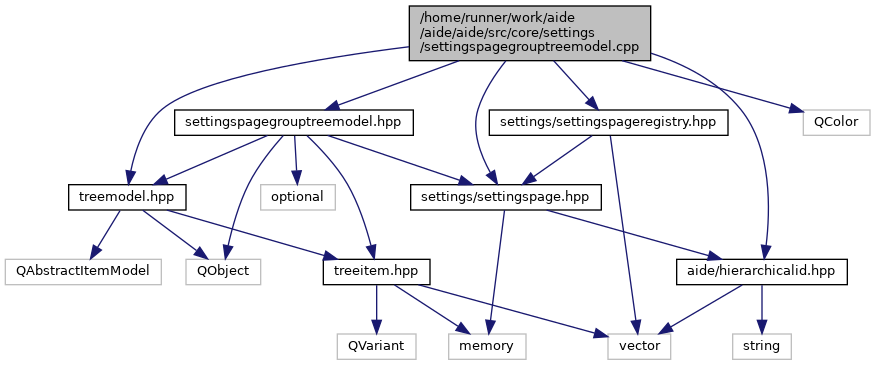 /home/runner/work/aide
/aide/aide/src/core/settings
/settingspagegrouptreemodel.cpp
settingspagegrouptreemodel.hpp
settings/settingspageregistry.hpp
QColor
treemodel.hpp
optional
settings/settingspage.hpp
QAbstractItemModel
QObject
treeitem.hpp
aide/hierarchicalid.hpp
QVariant
memory
vector
string